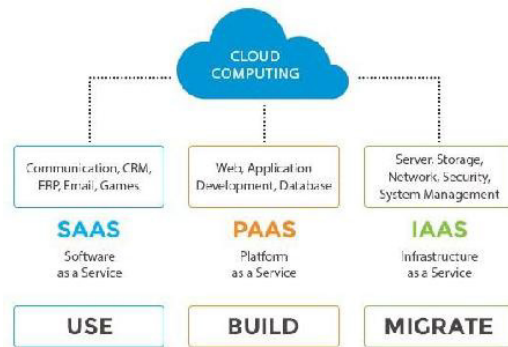 CLOUD
COMPUTING
Communication, CRM,
ERP, Email, Games
SAAS
Software
as a Service
USE
Web, Application
Development, Database
PAAS
Platform
as a Service
BUILD
Server, Storage,
Network, Security,
System Management
IAAS
Infrastructure
as a Service
MIGRATE